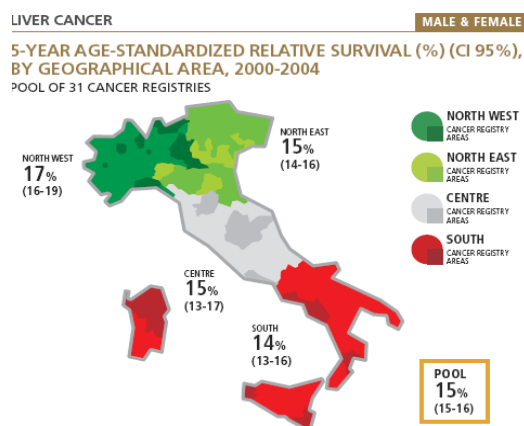 LIVER CANCER
MALE & FEMALE
5-YEAR AGE-STANDARDIZED RELATIVE SURVIVAL (%) (CI 95%),
BY GEOGRAPHICAL AREA, 2000-2004
POOL OF 31 CANCER REGISTRIES
NORTH WEST
17%
(16-19)
NORTH EAST
15%
(14-16)
CENTRE
15%
(13-17)
SOUTH
14%
(13-16)
NORTH WEST
CANCER REGISTRY
AREAS
NORTH EAST
CANCER REGISTRY
AREAS
CENTRE
CANCER REGISTRY
AREAS
SOUTH
CANCER REGISTRY
AREAS
POOL
15%
(15-16)